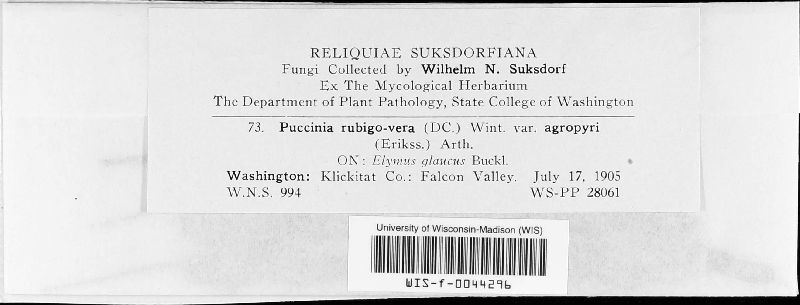 RELIQUIAE SUKSDORFIANA
Fungi Collected by Wilhelm N. Suksdorf
Ex The Mycological Herbarium
The Department of Plant Pathology, State College of Washington
73. Puccinia rubigo-vera (DC.) Wint. var. agropyri
(Erikss.) Arth.
ON: Elymus glaucus Buckl.
Washington: Klickitat Co.: Falcon Valley. July 17, 1905
W.N.S. 994 WS-PP 28061
University of Wisconsin-Madison (WIS)
WIS-f-0044296